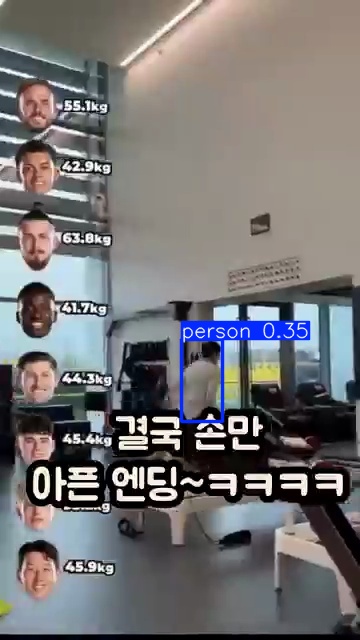 55.1kg
42.9kg
63.8kg
41.7kg
44.3kg
45.4kg
45.9kg
person 0.35
결국 손만
아픈 엔딩~ㅋㅋㅋㅋ